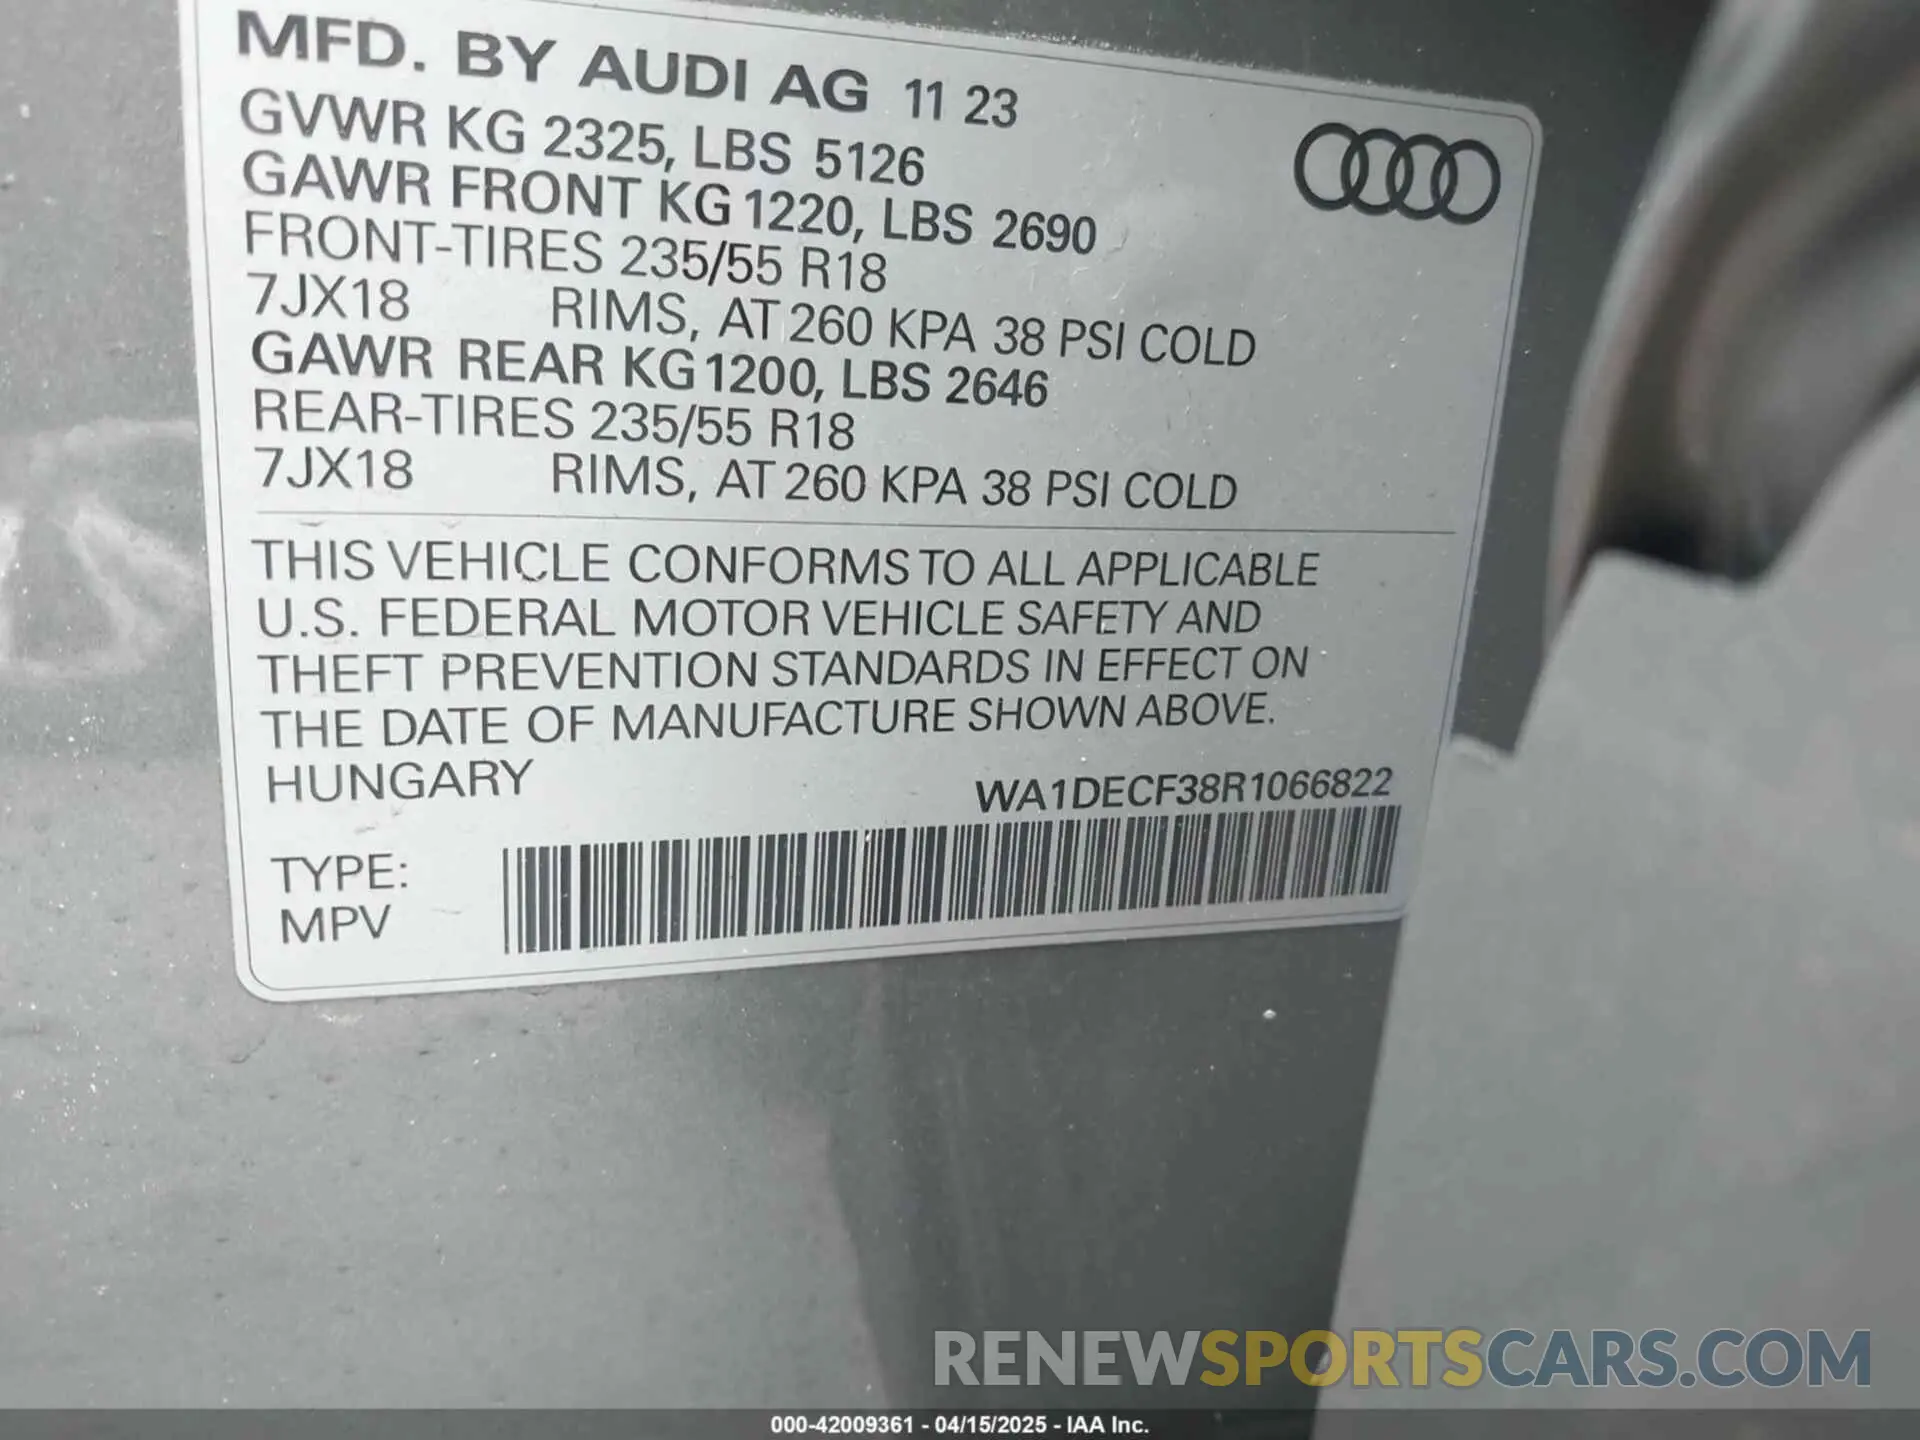 MFD. BY AUDI AG 11 23
GVWR KG 2325, LBS 5126
GAWR FRONT KG 1220, LBS 2690
FRONT-TIRES 235/55 R18
7JX18 RIMS, AT 260 KPA 38 PSI COLD
GAWR REAR KG 1200, LBS 2646
REAR-TIRES 235/55 R18
7JX18 RIMS, AT 260 KPA 38 PSI COLD
THIS VEHICLE CONFORMS TO ALL APPLICABLE
U.S. FEDERAL MOTOR VEHICLE SAFETY AND
THEFT PREVENTION STANDARDS IN EFFECT ON
THE DATE OF MANUFACTURE SHOWN ABOVE.
HUNGARY WA1DECF38R1066822
TYPE:
MPV
RENEWSPORTSCARS.COM
000-42009361 - 04/15/2025 - IAA Inc.